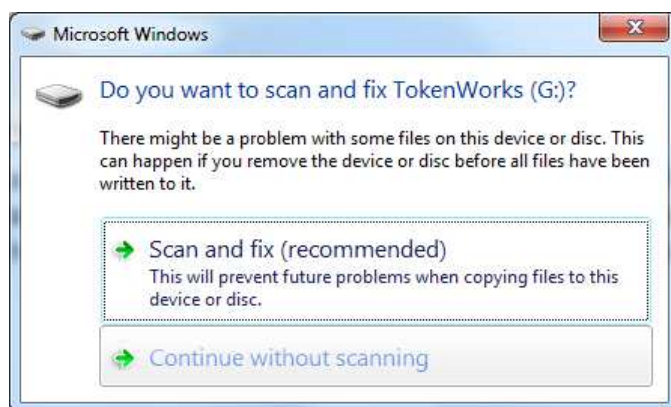 Microsoft Windows
Do you want to scan and fix TokenWorks (G:)?
There might be a problem with some files on this device or disc. This
can happen if you remove the device or disc before all files have been
written to it.
Scan and fix (recommended)
This will prevent future problems when copying files to this
device or disc.
Continue without scanning